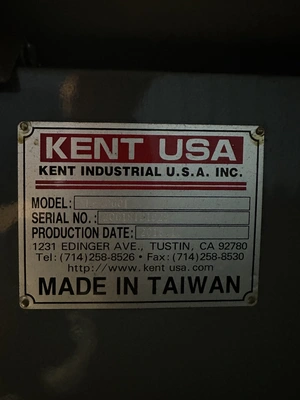 KENT USA
KENT INDUSTRIAL U.S.A. INC.
MODEL:
SERIAL NO.:
PRODUCTION DATE:
1231 EDINGER AVE., TUSTIN, CA 92780
Tel: (714)258-8526 • Fax: (714)258-8530
http://www.kent usa.com
MADE IN TAIWAN